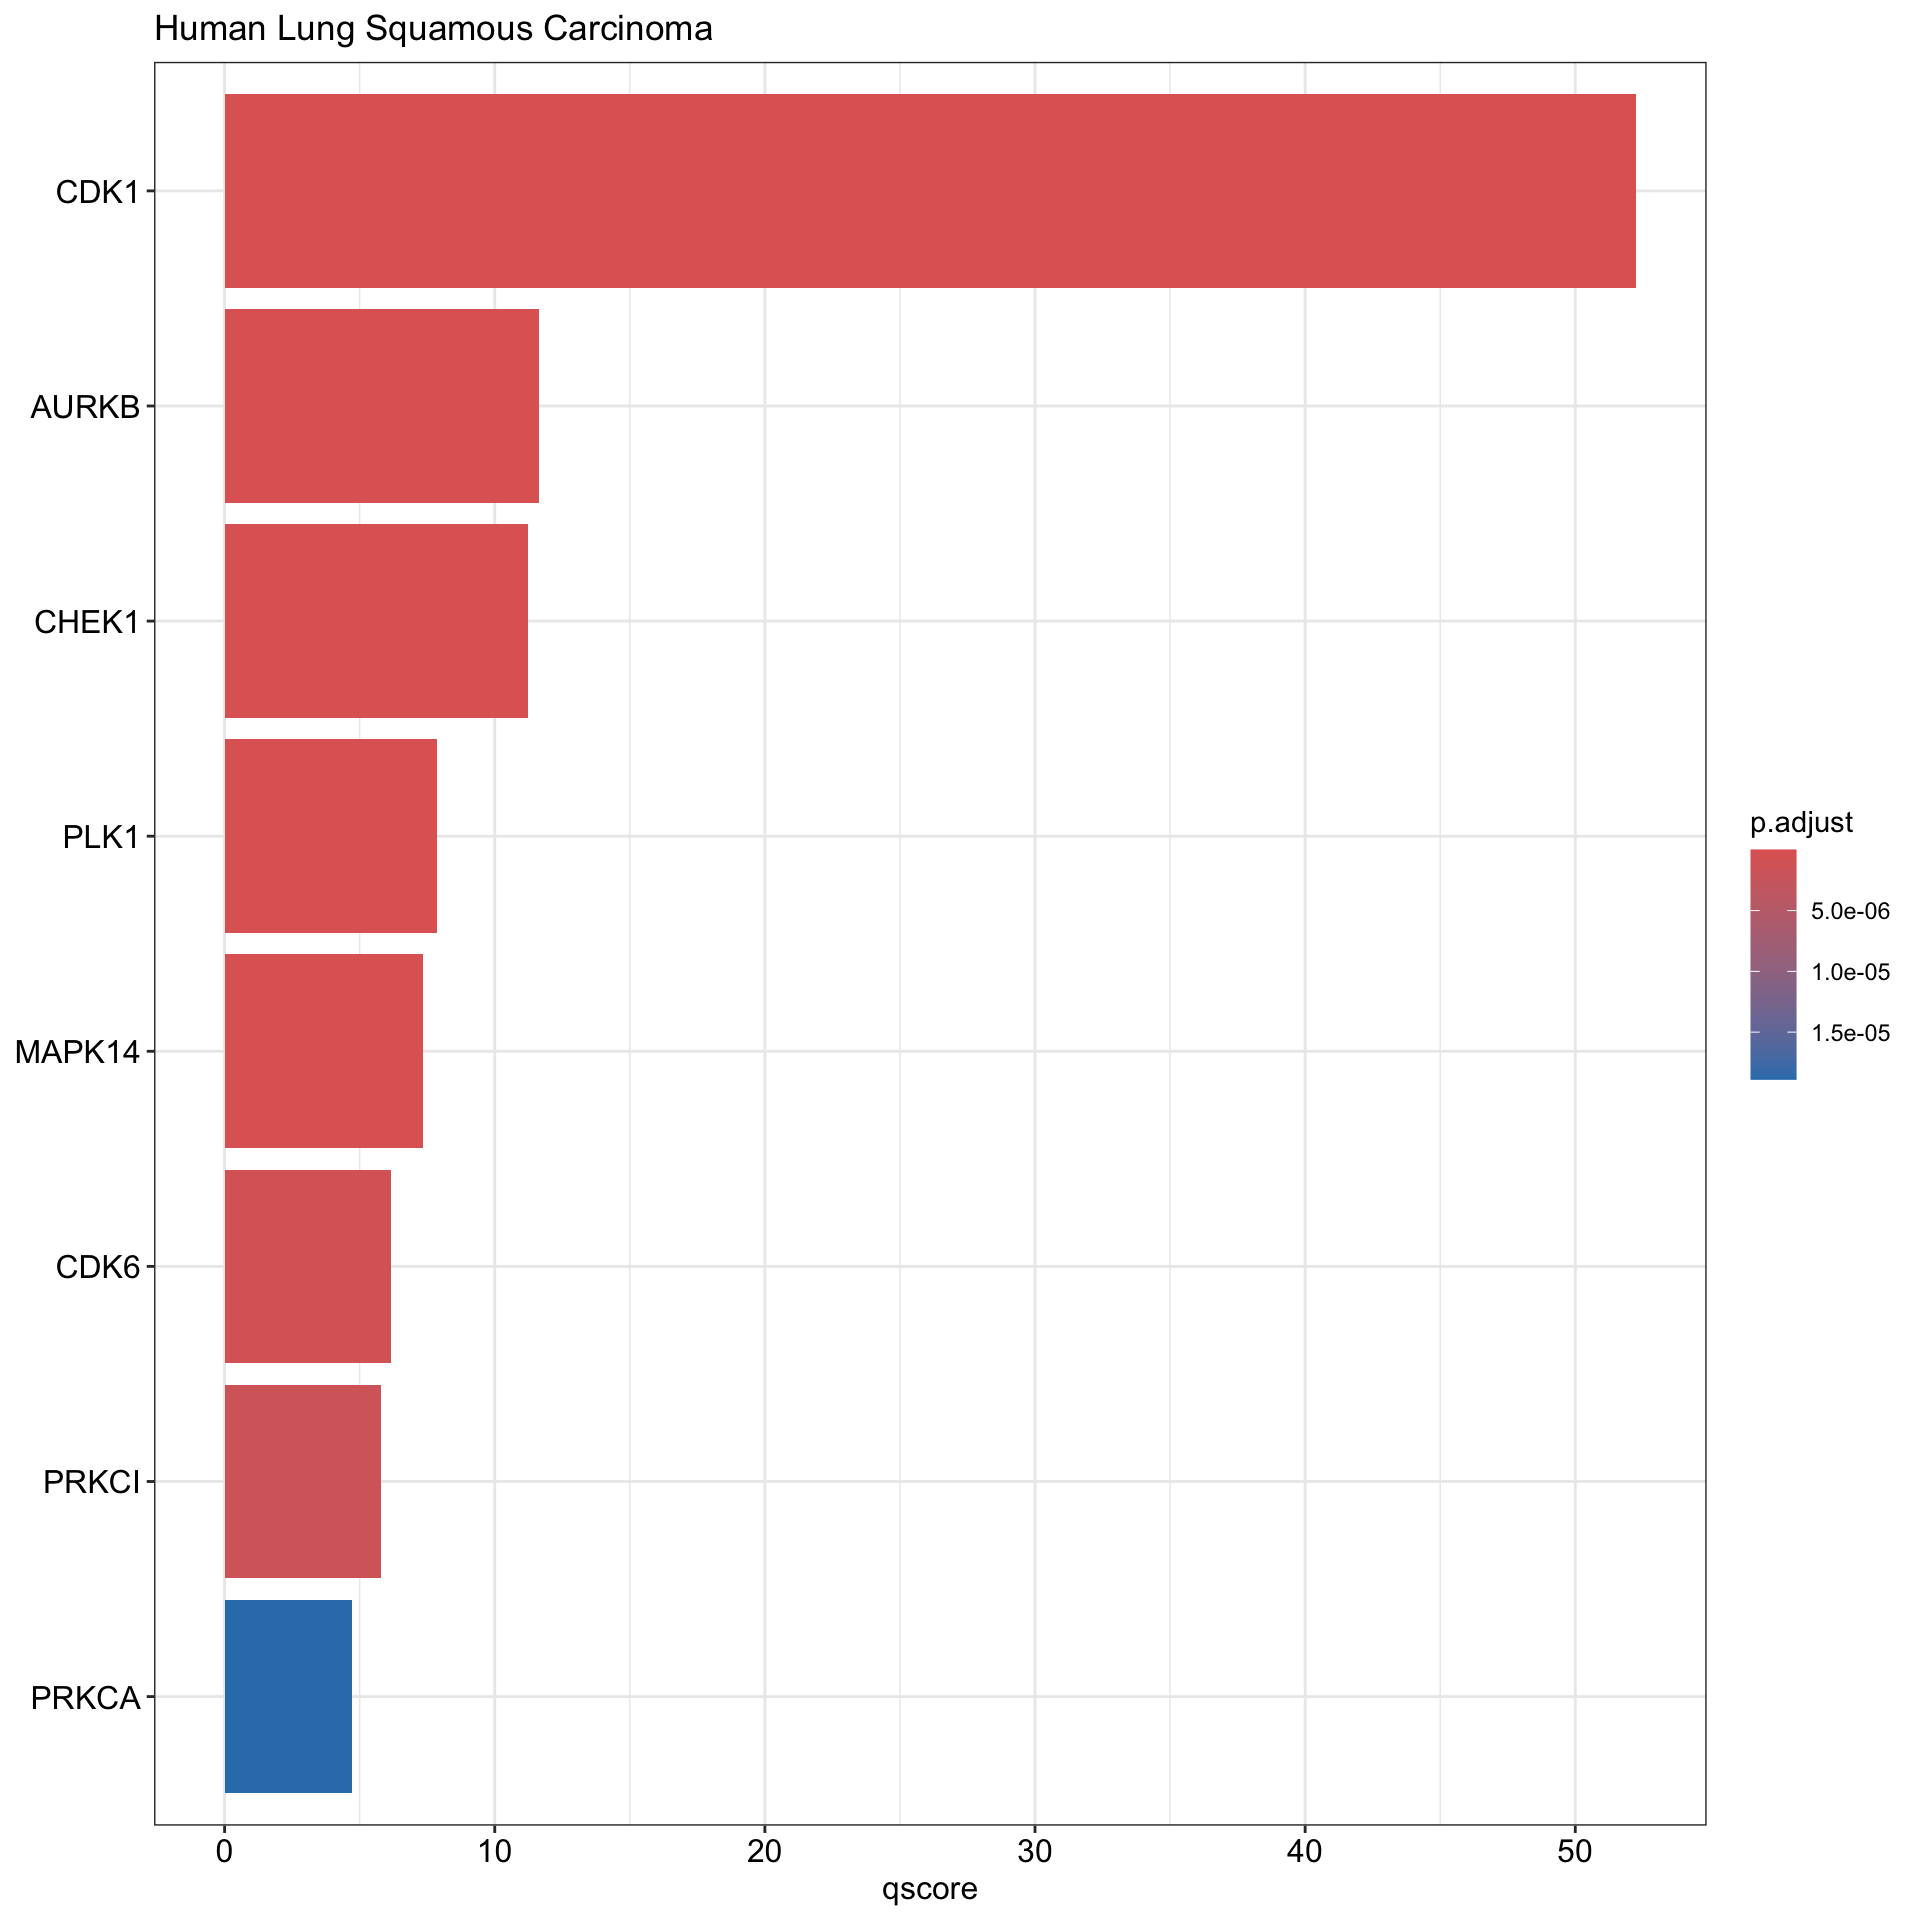 Human Lung Squamous Carcinoma
CDK1
AURKB
CHEK1
PLK1
MAPK14
CDK6
PRKCI
PRKCA
0 10 20 30 40 50
qscore
p.adjust
5.0e-06
1.0e-05
1.5e-05